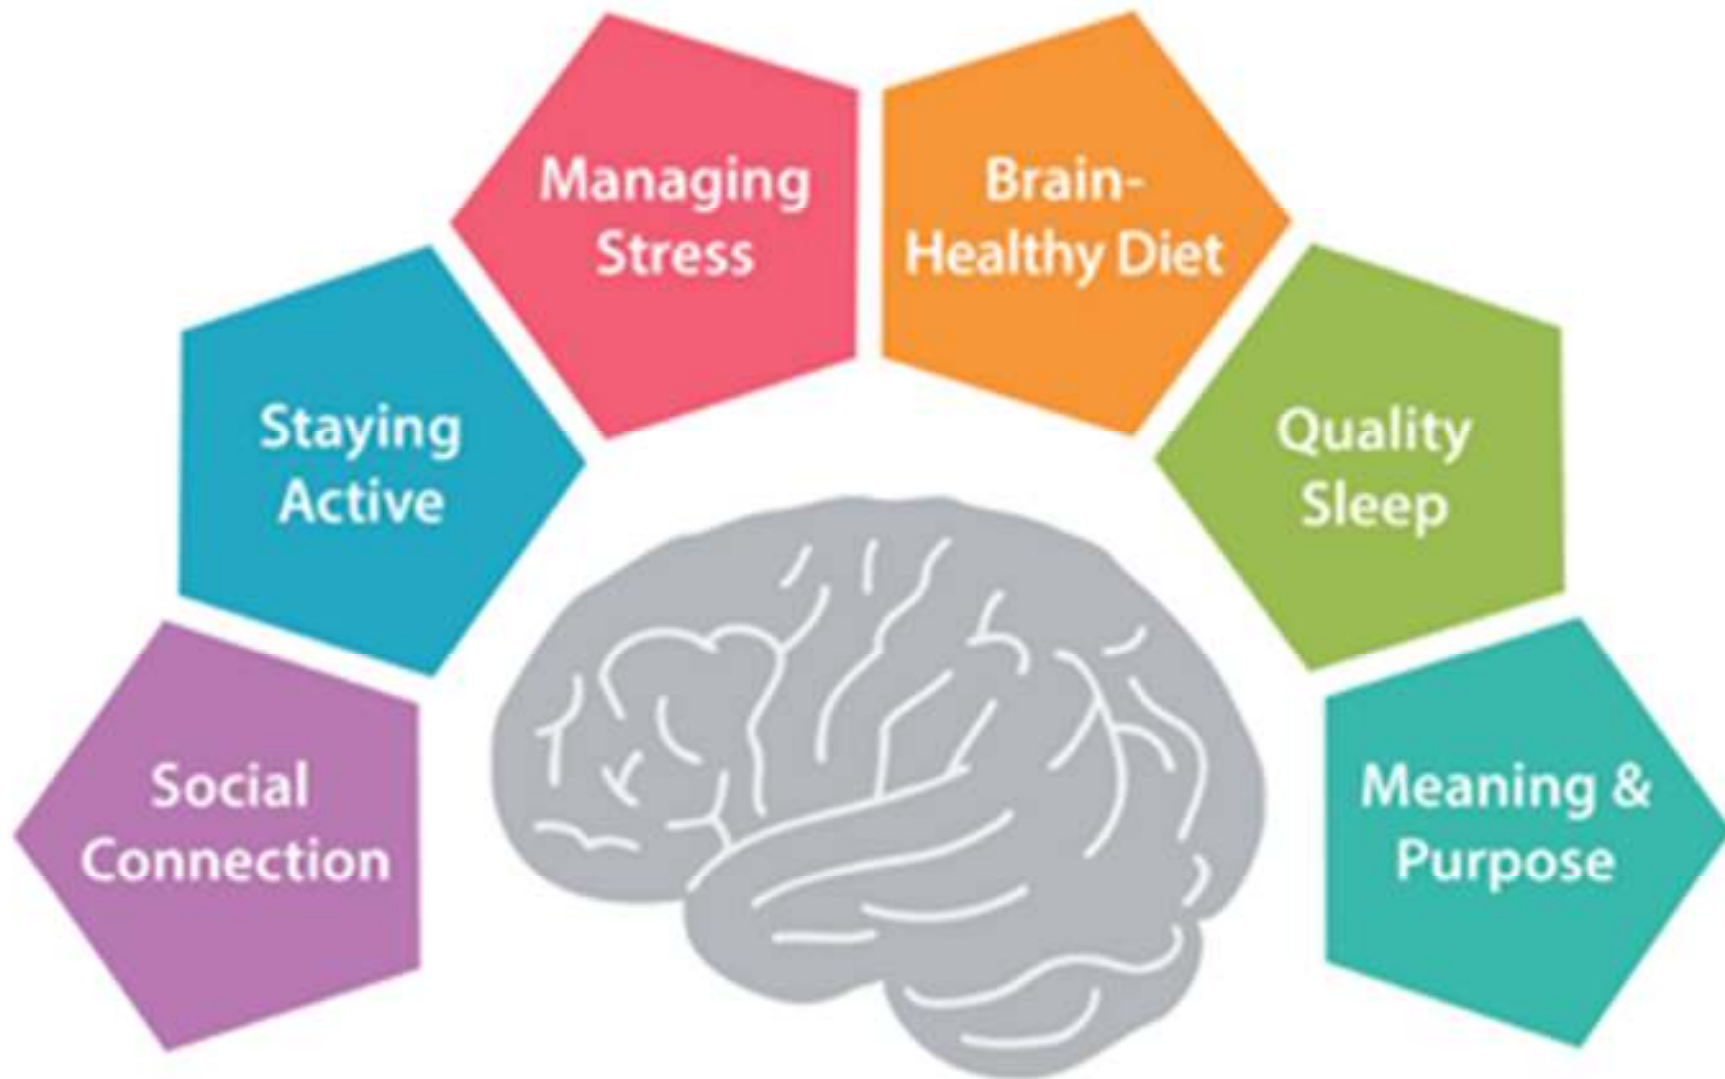 Managing
Stress
Brain-
Healthy Diet
Staying
Active
Quality
Sleep
Social
Connection
Meaning &
Purpose